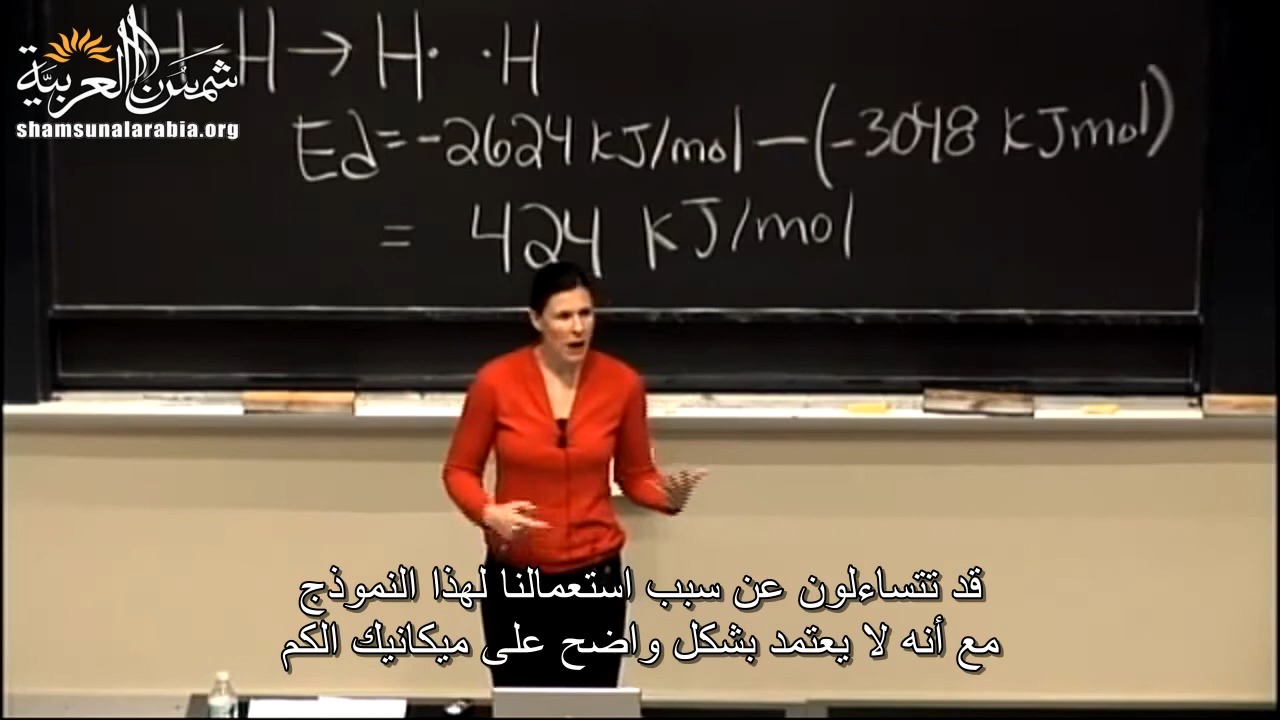 شمس العربية
shamsunalarabia.org
H-H → H· ·H
Ed = -2624 kJ/mol - (-3048 kJmol)
= 424 kJ/mol
قد تتساءلون عن سبب استعمالنا لهذا النموذج
مع أنه لا يعتمد بشكل واضح على ميكانيك الكم